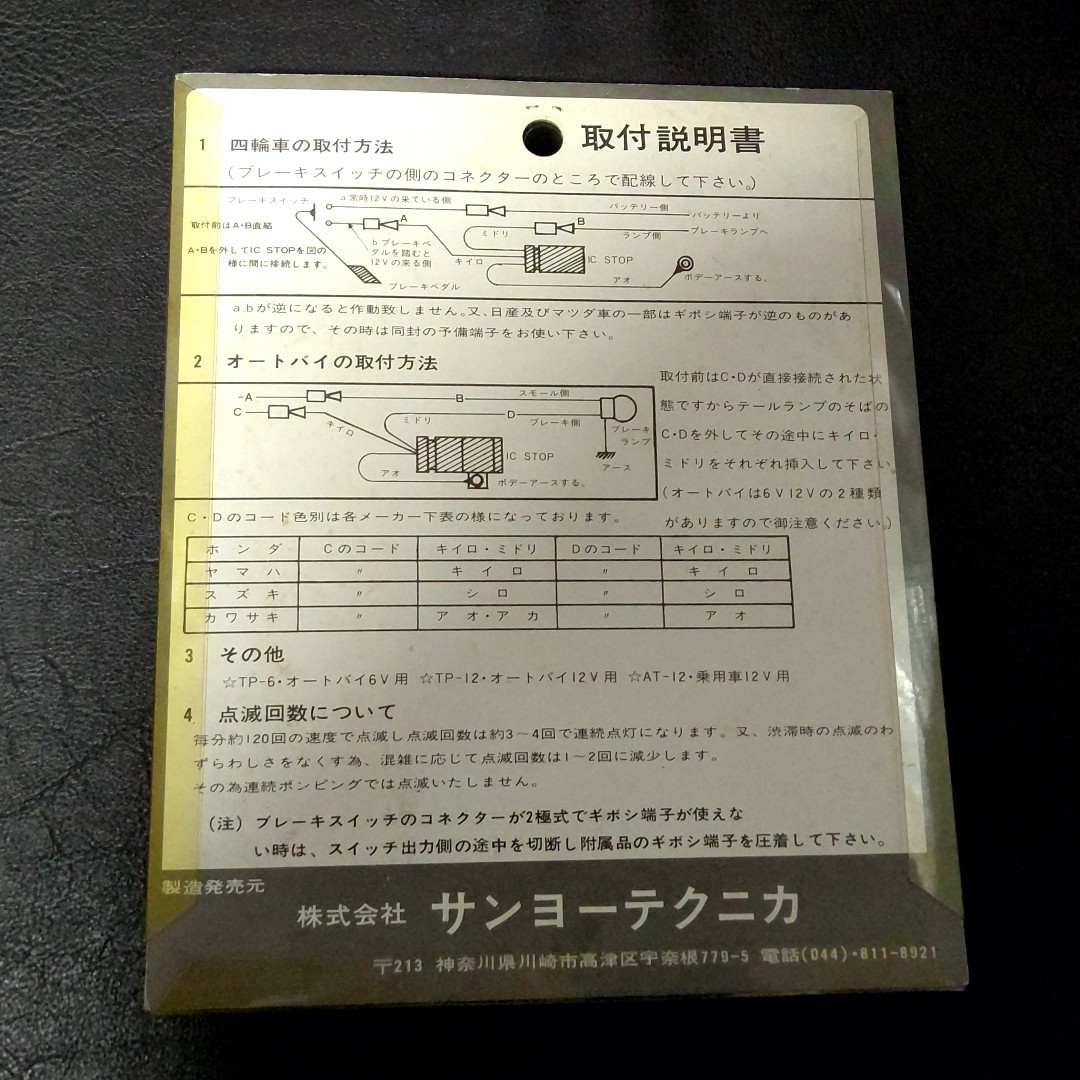 取付説明書
1 四輪車の取付方法
(ブレーキスイッチの側のコネクターのところで配線して下さい。)
ブレーキスイッチ
a 常時12Vの来ている側
バッテリー側
バッテリーより
取付前はA・B直結
A
ミドリ
B
ランプ側
ブレーキランプへ
A・Bを外してIC STOPを図の
様に間に接続します。
b ブレーキペ
ダルを踏むと
12Vの来る側
キイロ
IC STOP
アオ
ボデーアースする。
ブレーキペダル
a.bが逆になると作動致しません。又、日産及びマツダ車の一部はギボシ端子が逆のものがあ
りますので、その時は同封の予備端子をお使い下さい。
2 オートバイの取付方法
A
B
スモール側
C
キイロ
ミドリ
D
ブレーキ側
ブレーキ
ランプ
IC STOP
アース
アオ
ボデーアースする。
取付前はC・Dが直接接続された状
態ですからテールランプのそばの
C・Dを外してその途中にキイロ・
ミドリをそれぞれ挿入して下さい。
(オートバイは6V12Vの2種類
がありますので御注意ください。)
C・Dのコード色別は各メーカー下表の様になっております。
ホンダ Cのコード キイロ・ミドリ Dのコード キイロ・ミドリ
ヤマハ 〃 キイロ 〃 キイロ
スズキ 〃 シロ 〃 シロ
カワサキ 〃 アオ・アカ 〃 アオ
3 その他
☆TP-6・オートバイ6V用 ☆TP-12・オートバイ12V用 ☆AT-12・乗用車12V用
4 点滅回数について
毎分約120回の速度で点滅し点滅回数は約3～4回で連続点灯になります。又、渋滞時の点滅のわ
ずらわしさをなくす為、混雑に応じて点滅回数は1～2回に減少します。
その為連続ポンピングでは点滅いたしません。
(注) ブレーキスイッチのコネクターが2極式でギボシ端子が使えな
い時は、スイッチ出力側の途中を切断し附属品のギボシ端子を圧着して下さい。
製造発売元
株式会社 サンヨーテクニカ
〒213 神奈川県川崎市高津区宇奈根779-5 電話(044)・811-8921